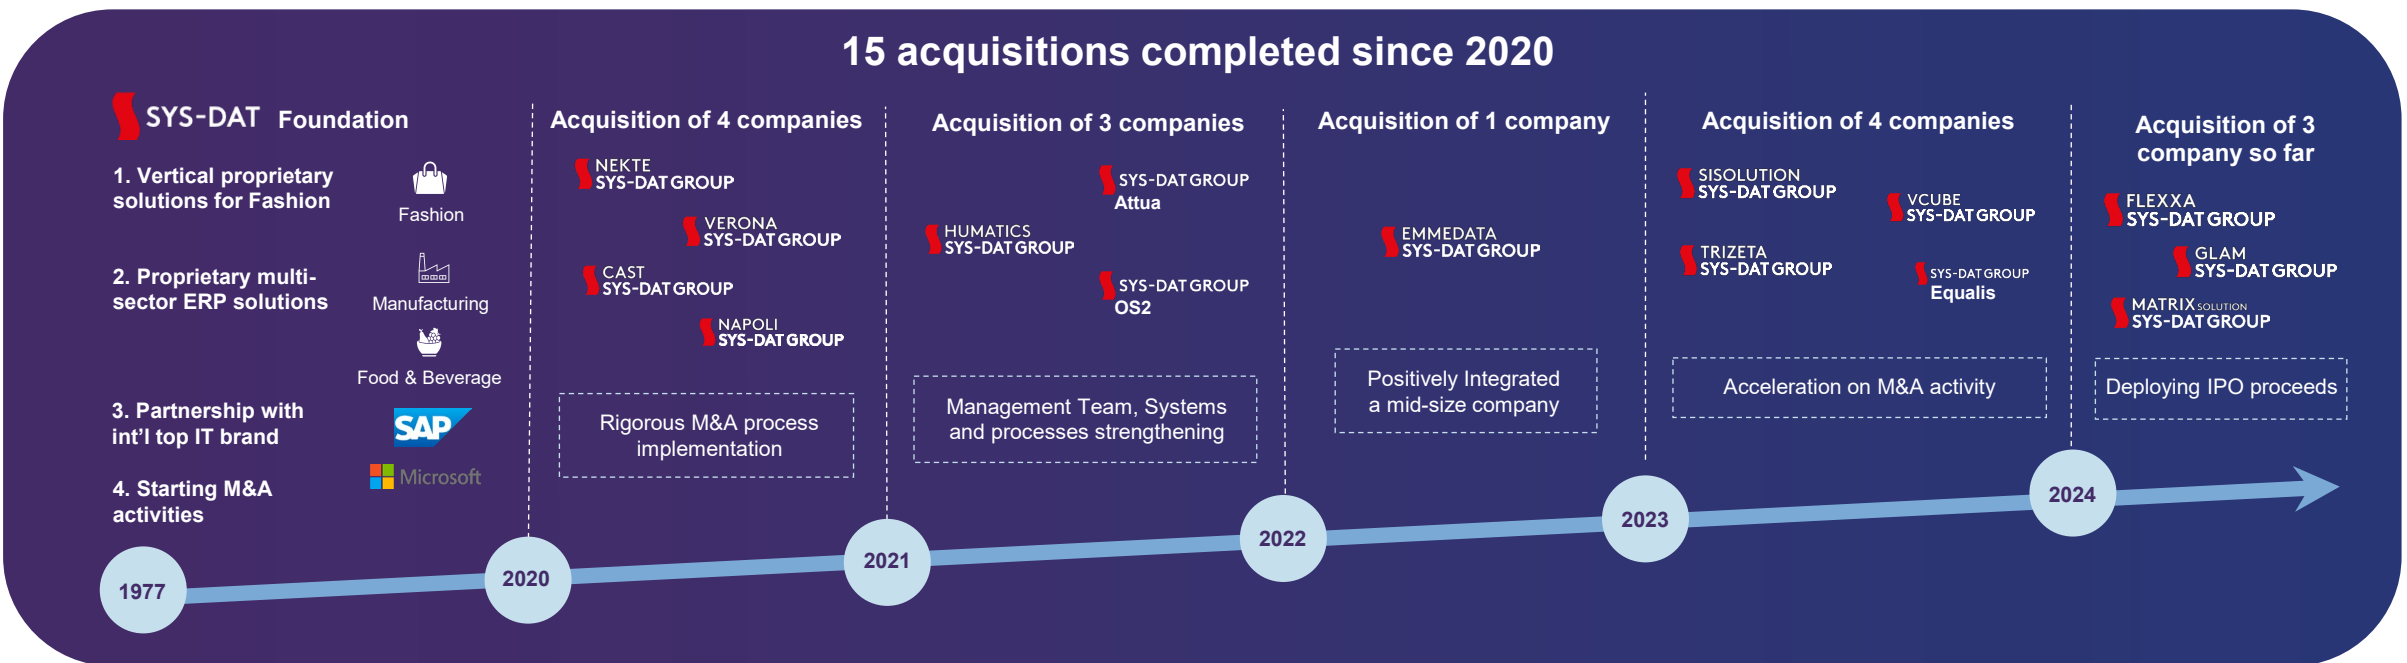 15 acquisitions completed since 2020
SYS-DAT Foundation
1. Vertical proprietary
solutions for Fashion
Fashion
2. Proprietary multi-
sector ERP solutions
Manufacturing
Food & Beverage
3. Partnership with
int'l top IT brand
SAP
Microsoft
4. Starting M&A
activities
1977
Acquisition of 4 companies
NEKTE
SYS-DAT GROUP
VERONA
SYS-DAT GROUP
CAST
SYS-DAT GROUP
NAPOLI
SYS-DAT GROUP
Rigorous M&A process
implementation
2020
Acquisition of 3 companies
SYS-DAT GROUP
Attua
HUMATICS
SYS-DAT GROUP
SYS-DAT GROUP
OS2
Management Team, Systems
and processes strengthening
2021
Acquisition of 1 company
EMMEDATA
SYS-DAT GROUP
Positively Integrated
a mid-size company
2022
Acquisition of 4 companies
SISOLUTION
SYS-DAT GROUP
VCUBE
SYS-DAT GROUP
TRIZETA
SYS-DAT GROUP
SYS-DAT GROUP
Equalis
Acceleration on M&A activity
2023
Acquisition of 3
company so far
FLEXXA
SYS-DAT GROUP
GLAM
SYS-DAT GROUP
MATRIX SOLUTION
SYS-DAT GROUP
Deploying IPO proceeds
2024